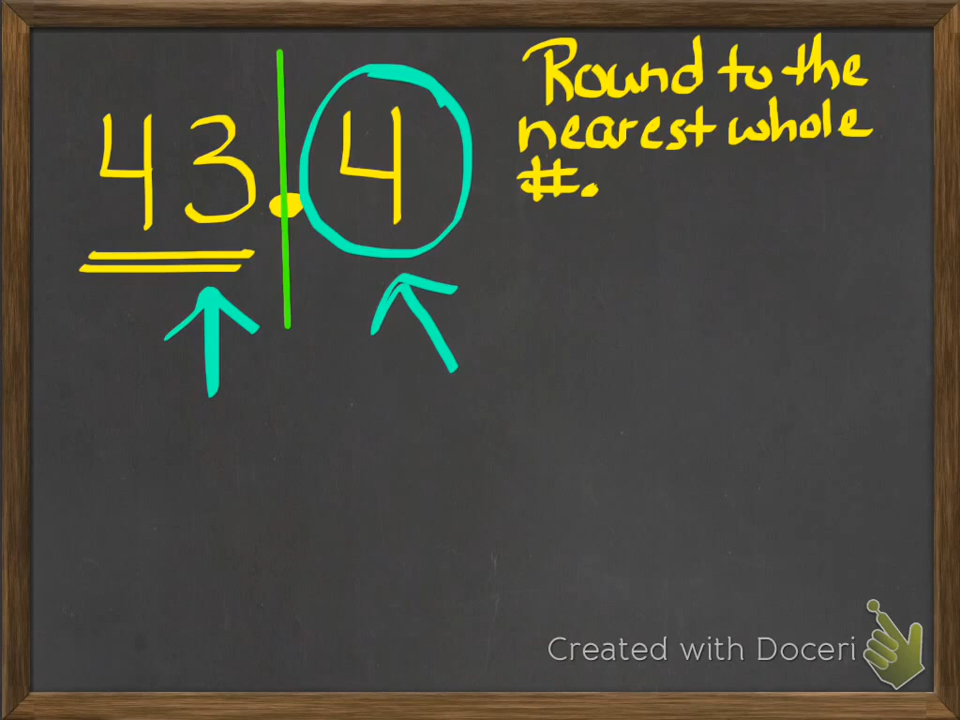 43.4
Round to the
nearest whole
#.
Created with Doceri